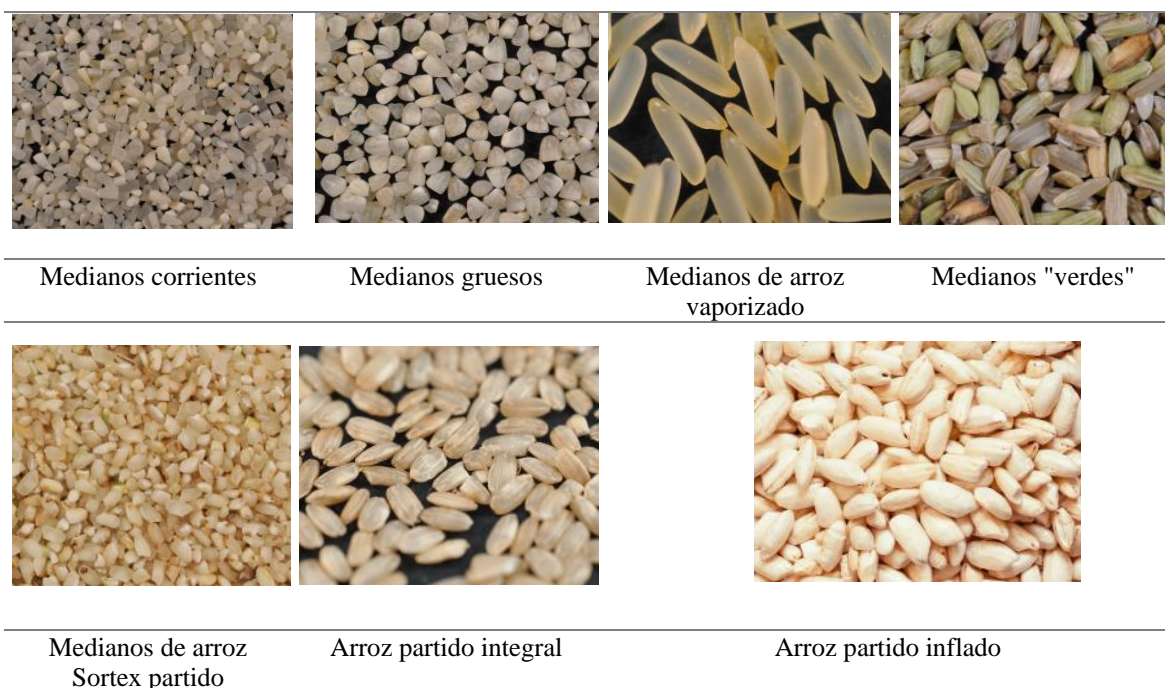 Medianos corrientes
Medianos gruesos
Medianos de arroz
vaporizado
Medianos "verdes"
Medianos de arroz
Sortex partido
Arroz partido integral
Arroz partido inflado